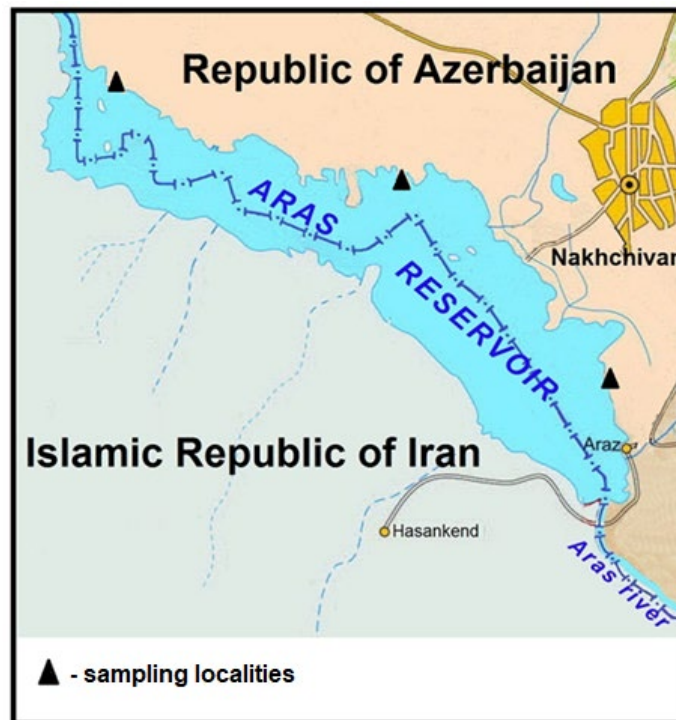 Republic of Azerbaijan
ARAS
RESERVOIR
Nakhchivan
Islamic Republic of Iran
Araz
Hasankend
Aras river
- sampling localities